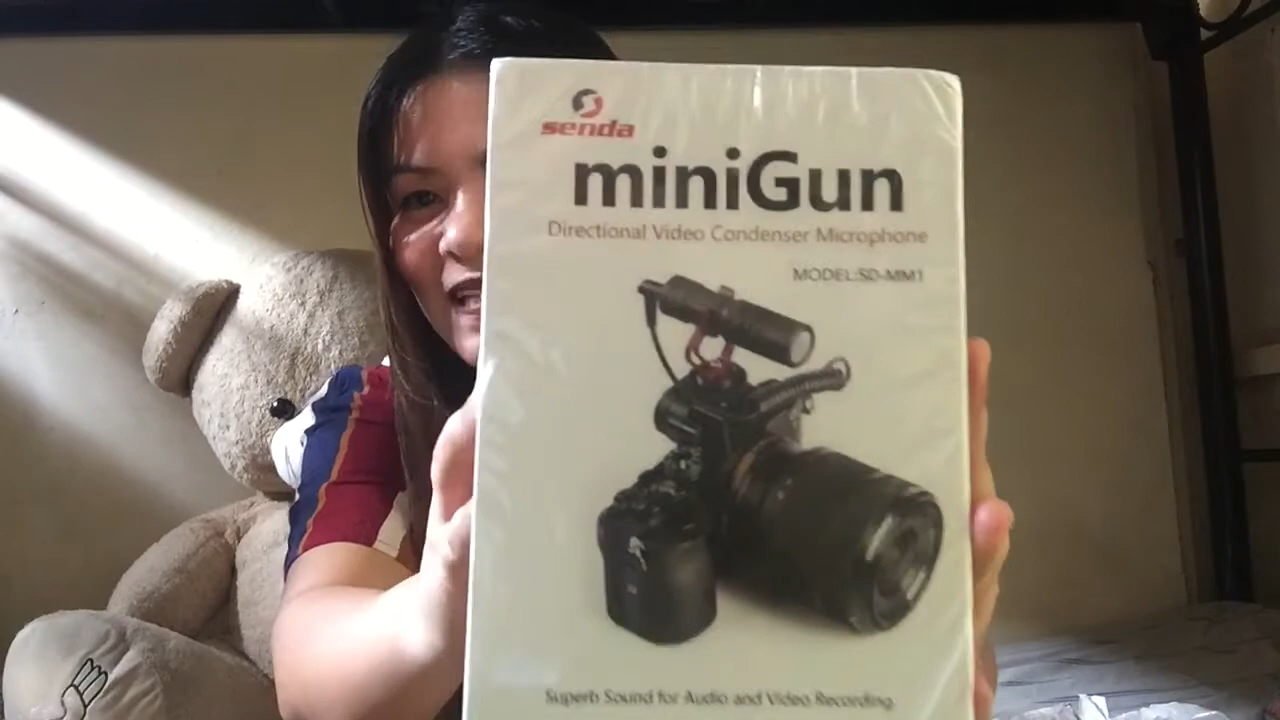 senda
miniGun
Directional Video Condenser Microphone
MODEL:SD-MM1
Superb Sound for Audio and Video Recording